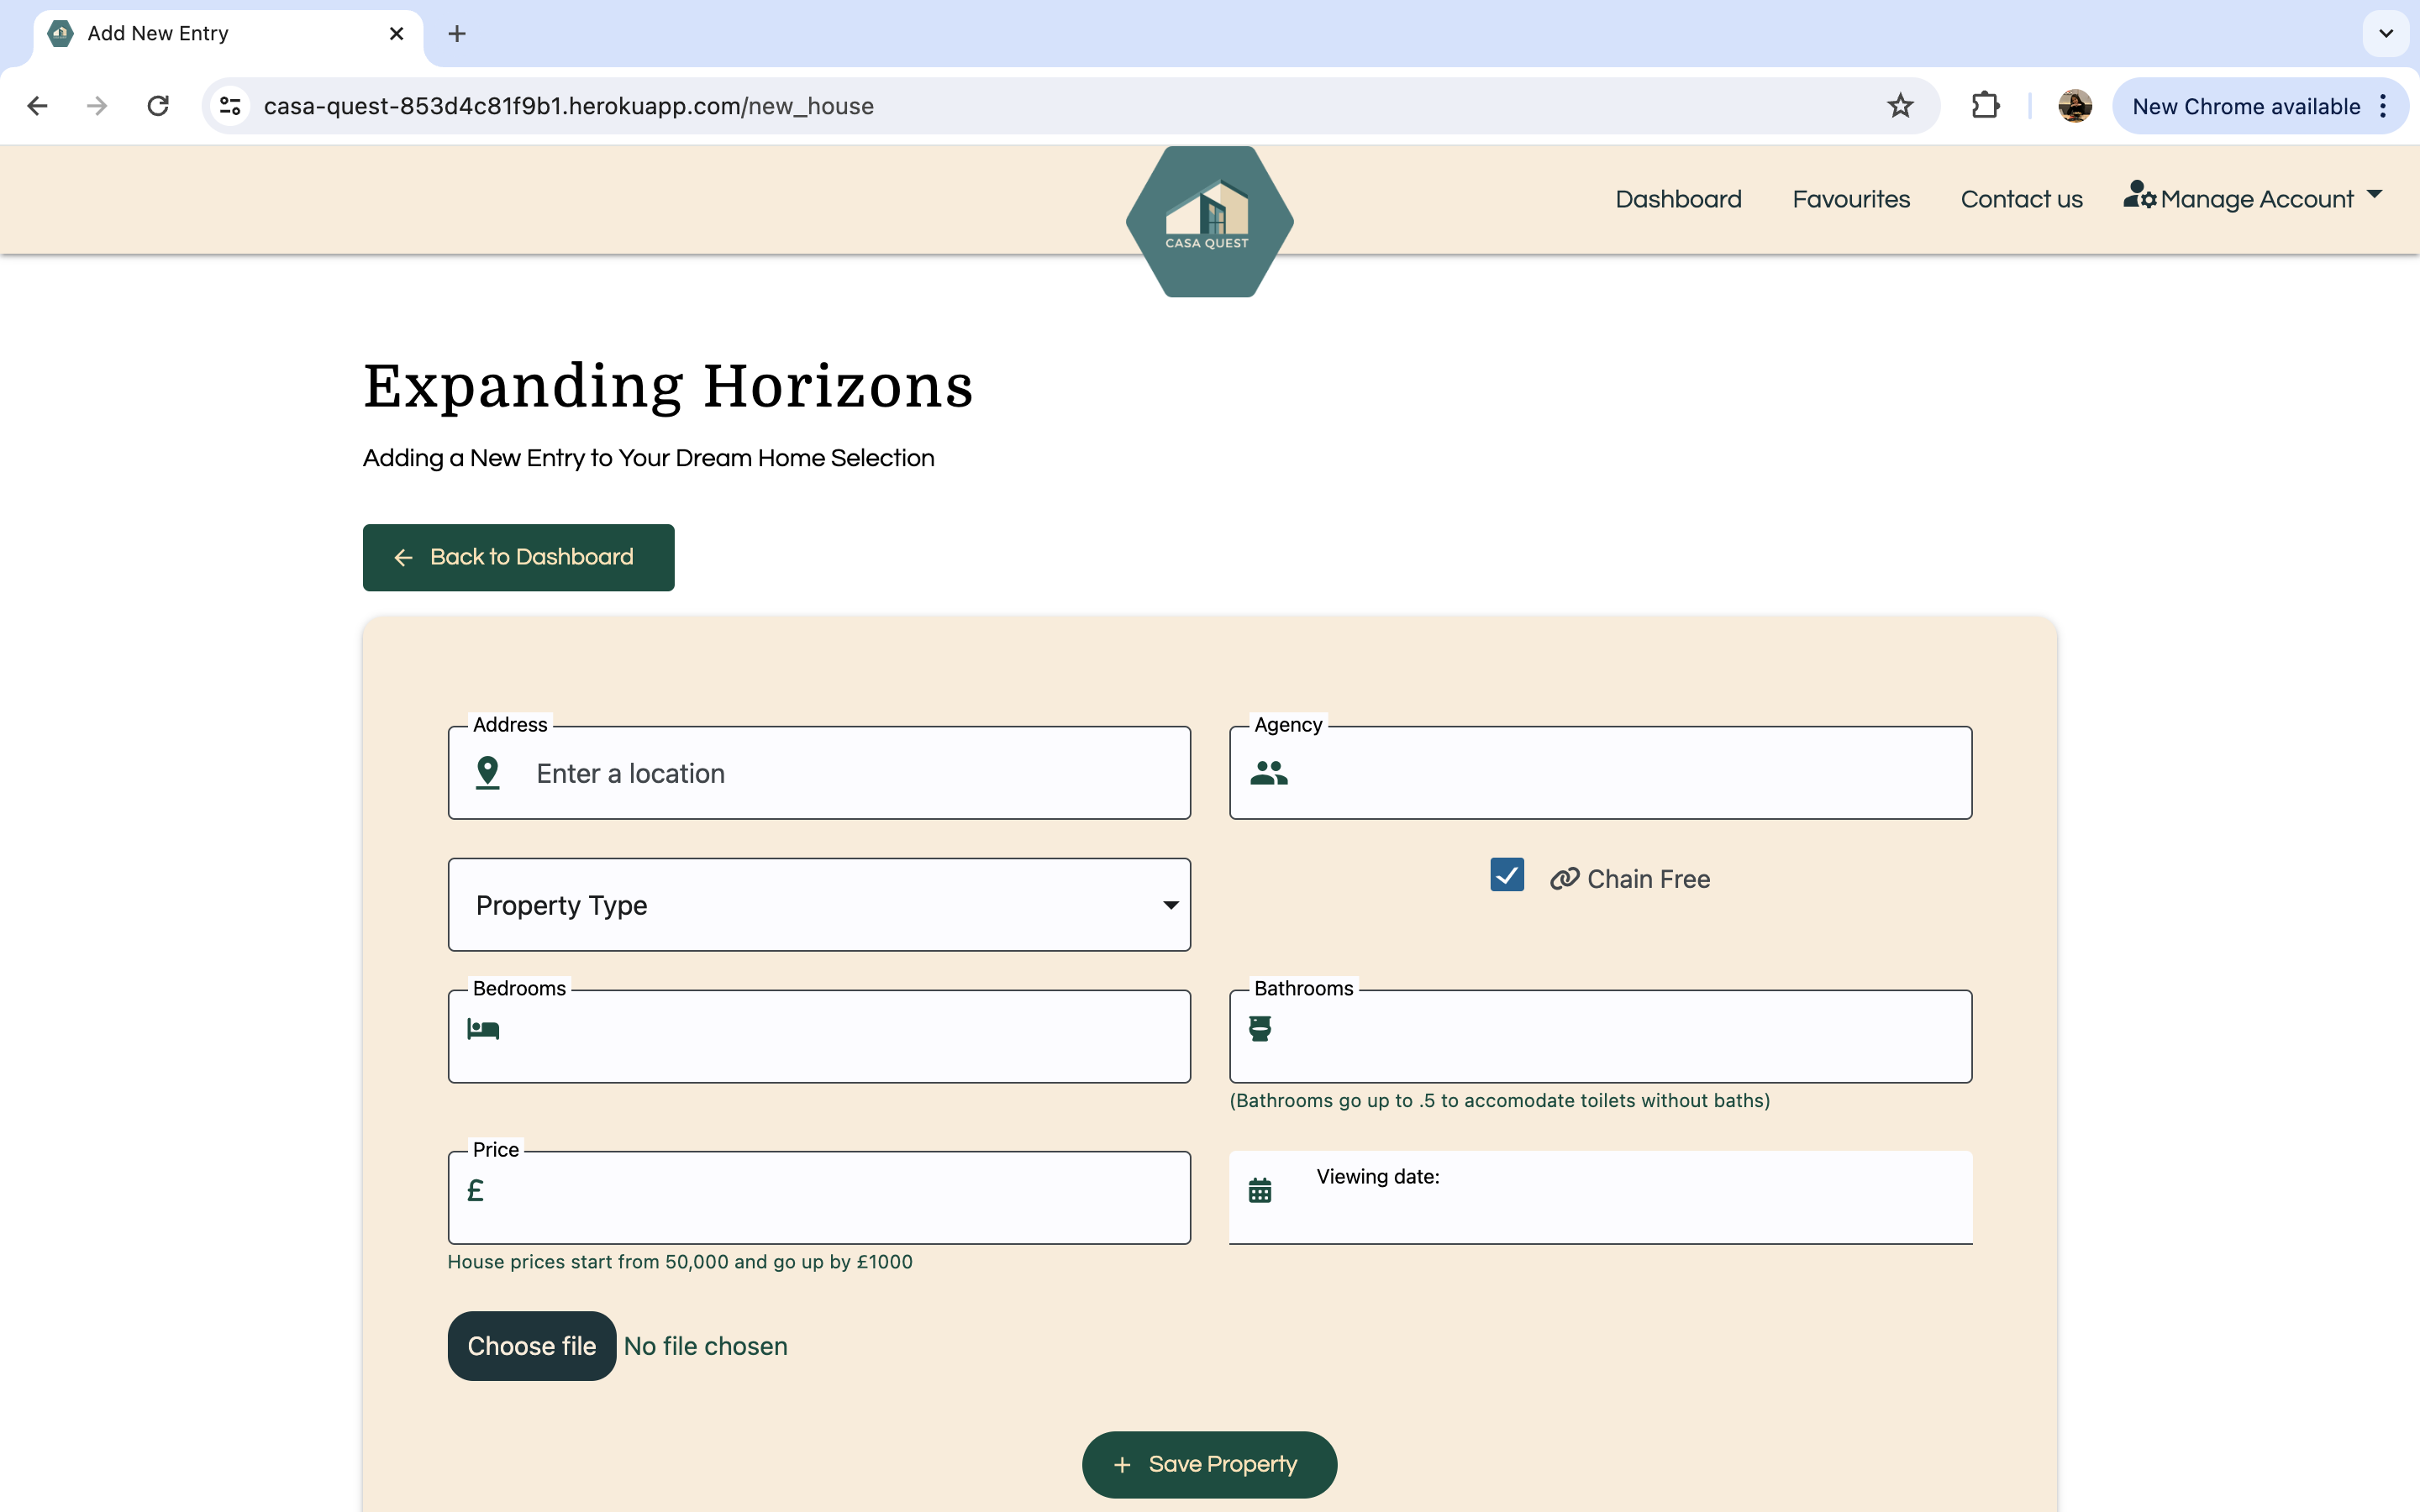 Add New Entry
casa-quest-853d4c81f9b1.herokuapp.com/new_house
New Chrome available
CASA QUEST
Dashboard
Favourites
Contact us
Manage Account
Expanding Horizons
Adding a New Entry to Your Dream Home Selection
Back to Dashboard
Address
Enter a location
Agency
Property Type
Chain Free
Bedrooms
Bathrooms
(Bathrooms go up to .5 to accomodate toilets without baths)
Price
£
Viewing date:
House prices start from 50,000 and go up by £1000
Choose file No file chosen
+ Save Property